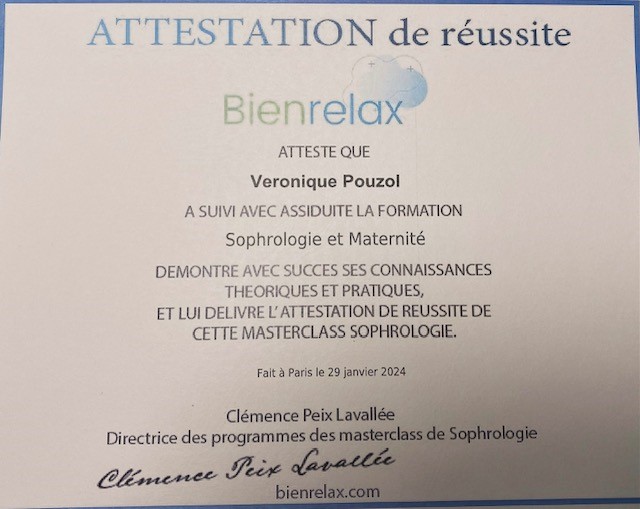 ATTESTATION de réussite
Bienrelax
ATTESTE QUE
Veronique Pouzol
A SUIVI AVEC ASSIDUITE LA FORMATION
Sophrologie et Maternité
DEMONTRE AVEC SUCCES SES CONNAISSANCES
THEORIQUES ET PRATIQUES,
ET LUI DELIVRE L'ATTESTATION DE REUSSITE DE
CETTE MASTERCLASS SOPHROLOGIE.
Fait à Paris le 29 janvier 2024
Clémence Peix Lavallée
Directrice des programmes des masterclass de Sophrologie
Clémence Peix Lavallée
bienrelax.com